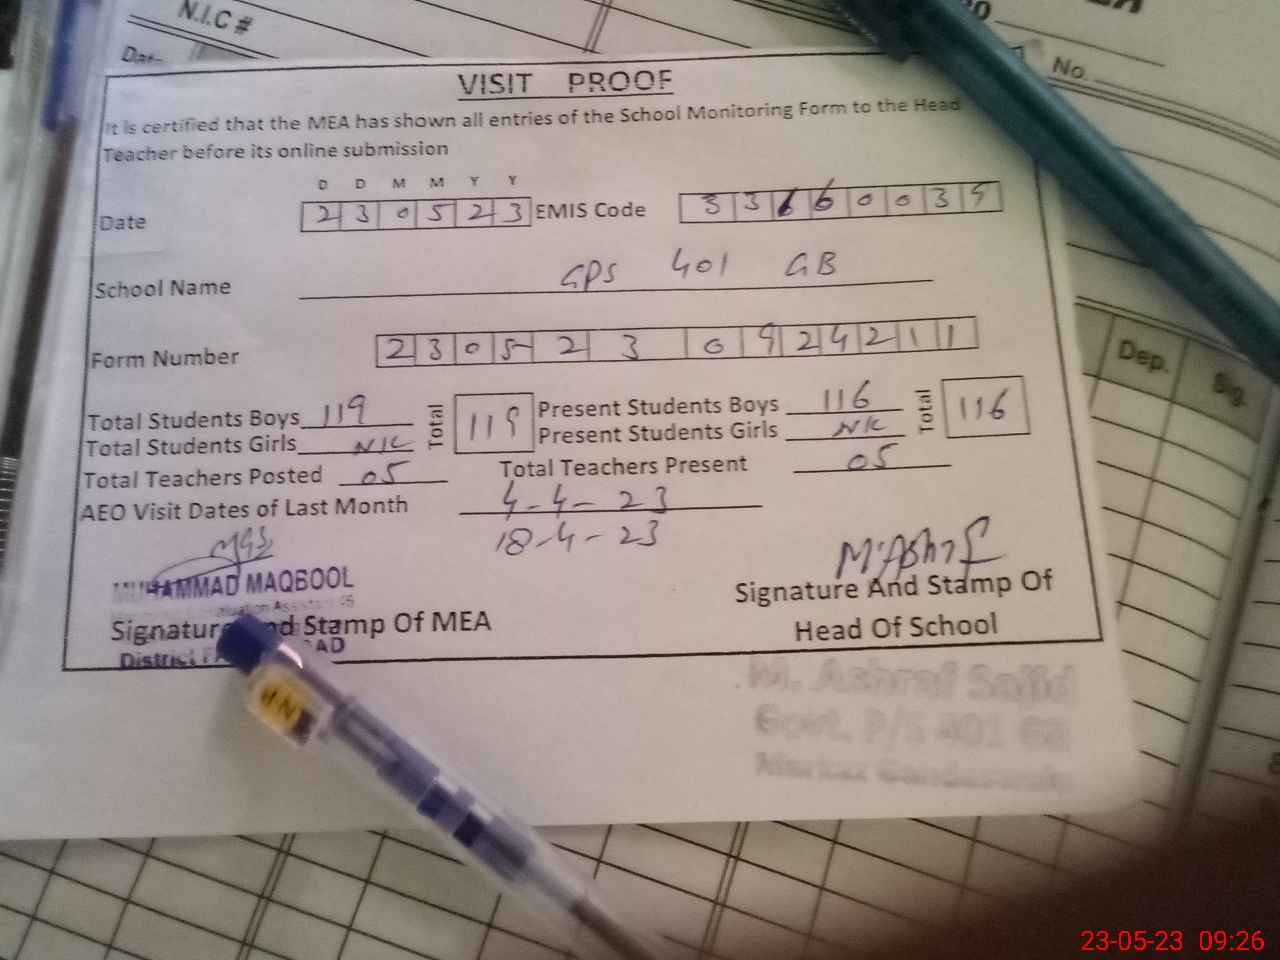 N.I.C #
No.
VISIT PROOF
It is certified that the MEA has shown all entries of the School Monitoring Form to the Head
Teacher before its online submission
D D M M Y Y
Date 2 3 0 5 2 3 EMIS Code 3 3 6 6 0 0 3 9
School Name GPS 401 GB
Form Number 2 3 0 5 2 3 0 9 2 4 2 1 1
Total Students Boys 119 Total 119 Present Students Boys 116 Total 116
Total Students Girls NIL Present Students Girls NIL
Total Teachers Posted 05 Total Teachers Present 05
AEO Visit Dates of Last Month 4-4-23
18-4-23
MUHAMMAD MAQBOOL
M.Ashraf
Signature And Stamp Of MEA
Signature And Stamp Of
Head Of School
District
M. Ashraf Sajid
Govt. P/S 401 GB
Markaz
Dep. Sig.
23-05-23 09:26